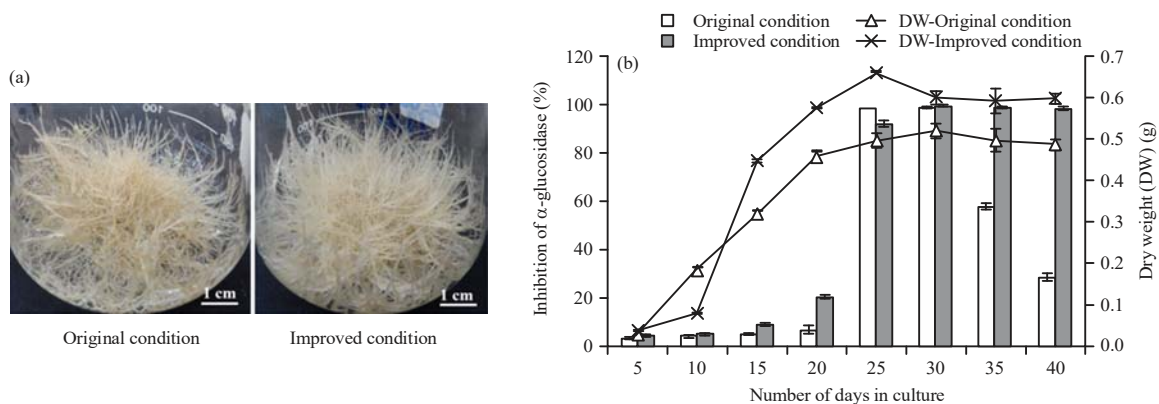 (a)
1 cm
1 cm
Original condition
Improved condition
Original condition
DW-Original condition
Improved condition
DW-Improved condition
(b)
Inhibition of α-glucosidase (%)
120
100
80
60
40
20
0
0.7
0.6
0.5
0.4
0.3
0.2
0.1
0.0
Dry weight (DW) (g)
5 10 15 20 25 30 35 40
Number of days in culture